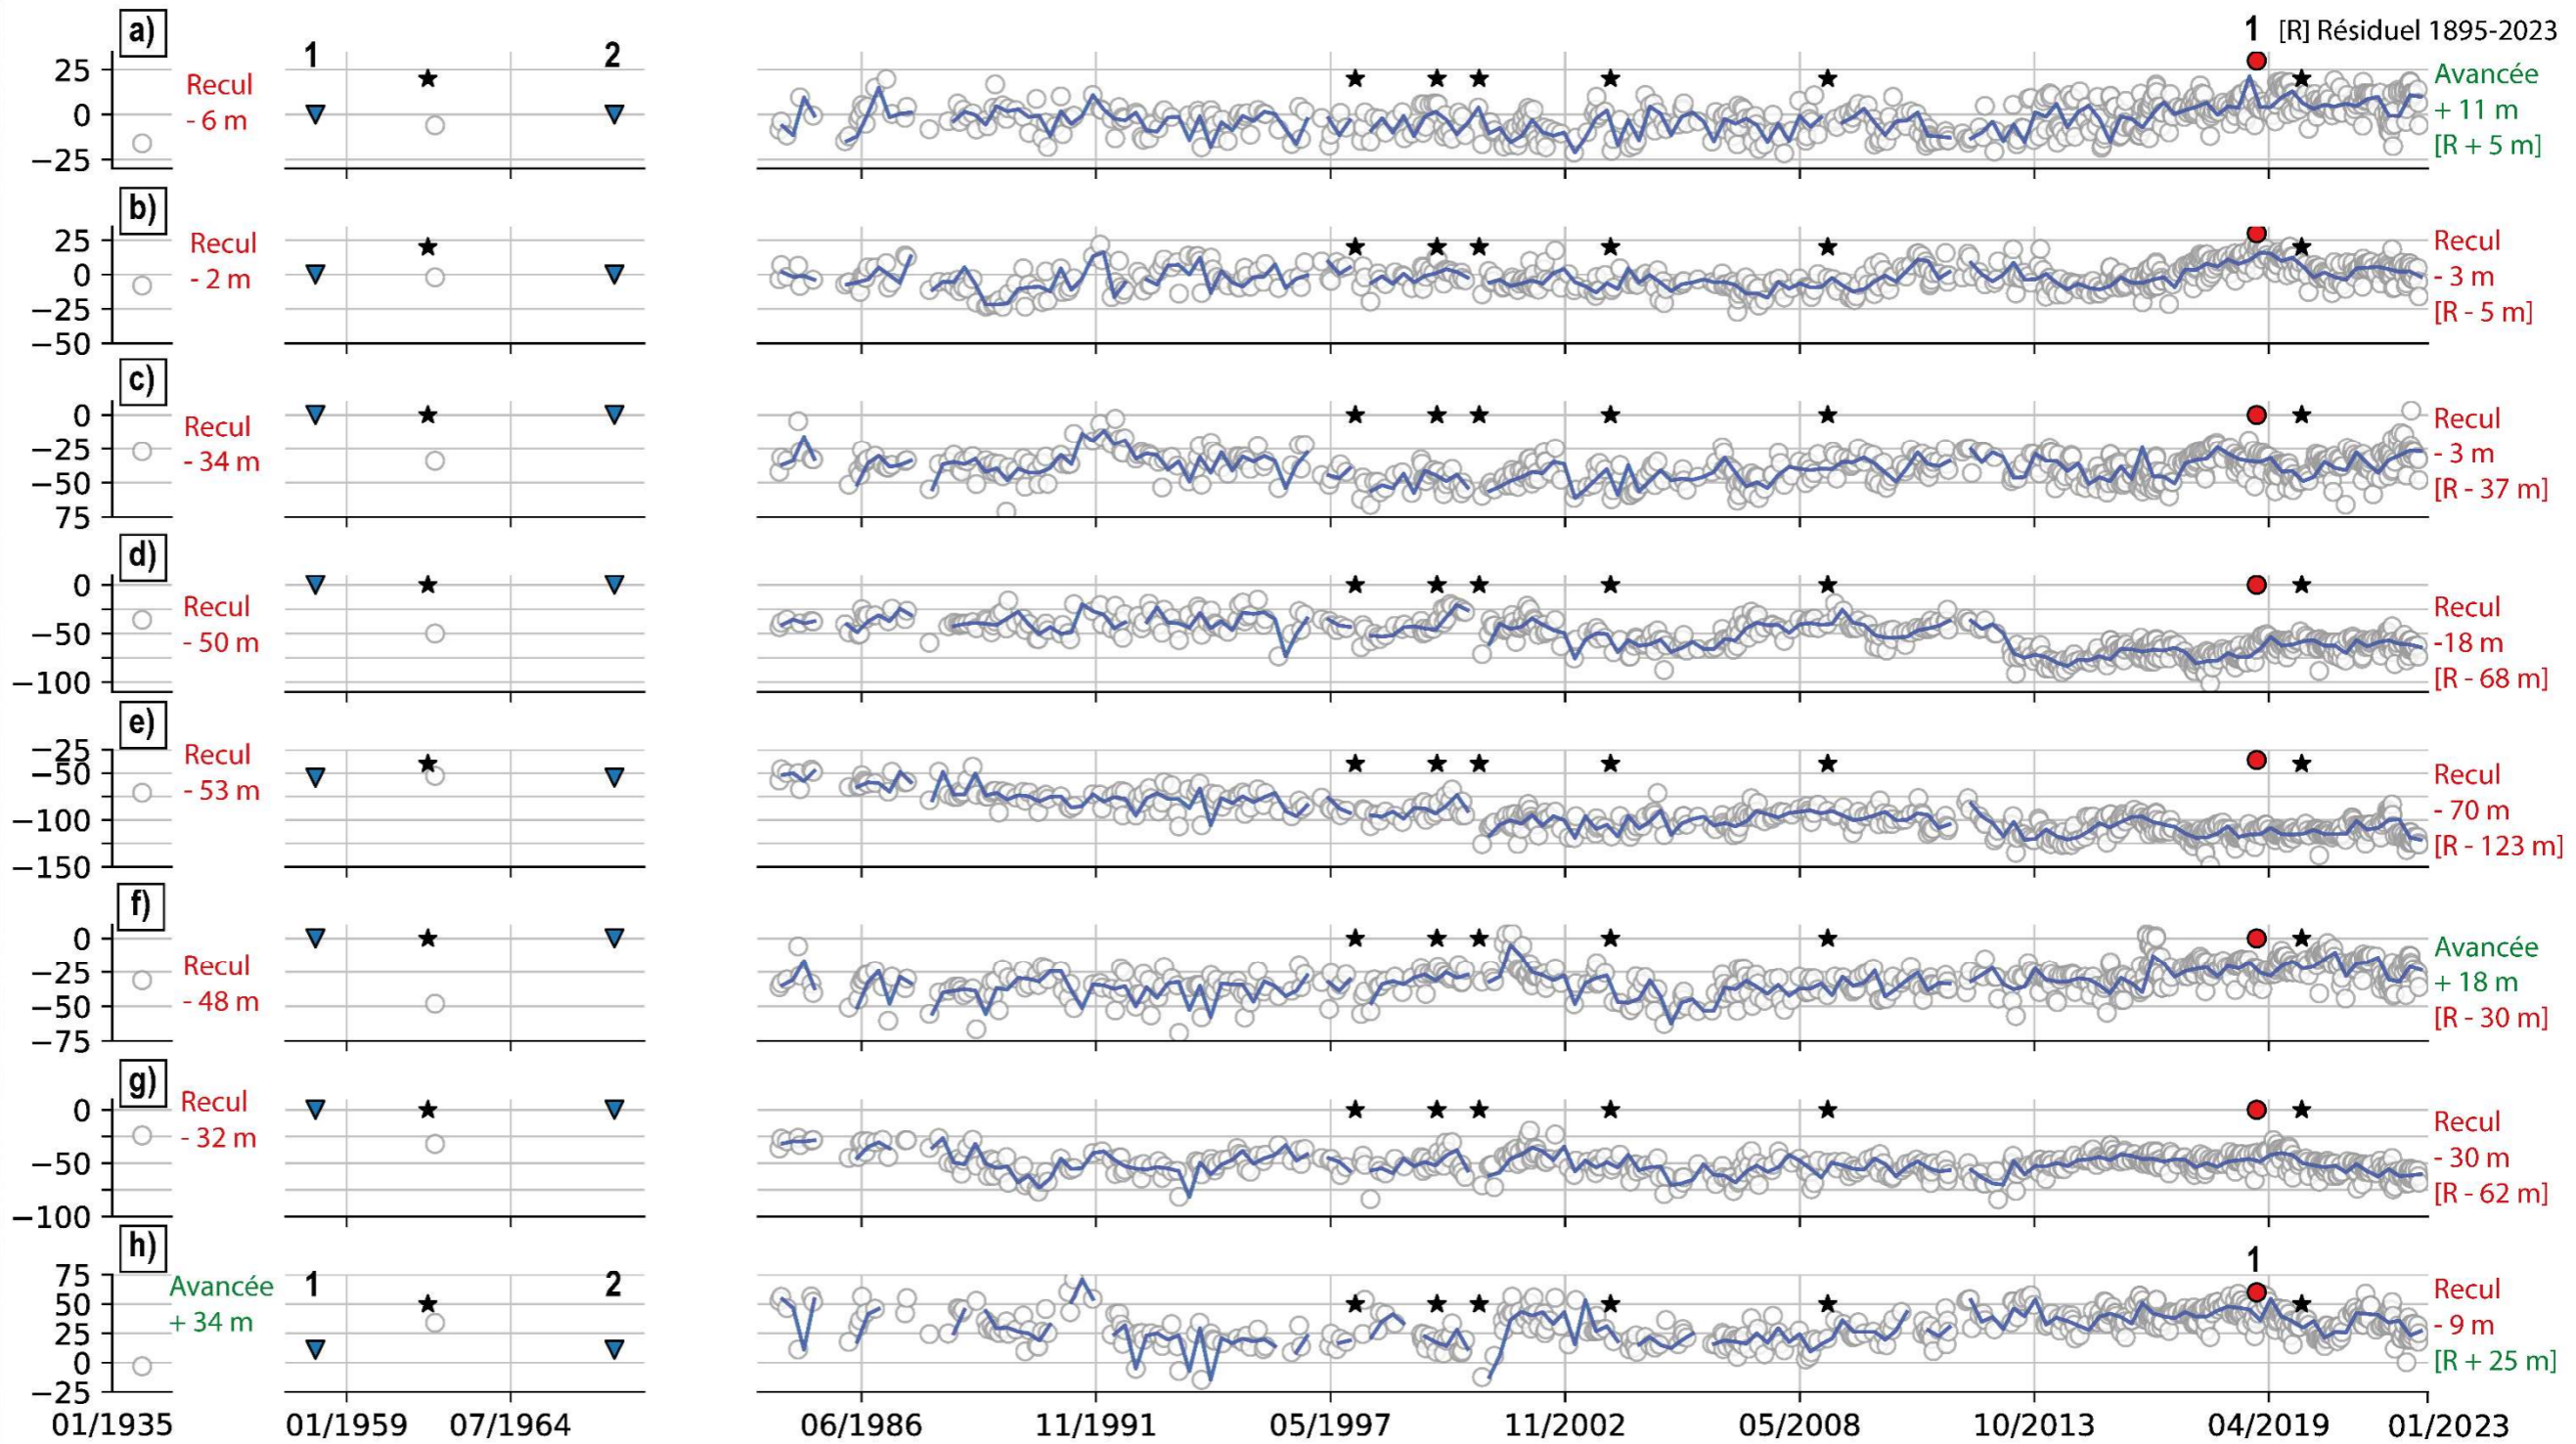 a)
1 2 1 [R] Résiduel 1895-2023
25
0
−25
Recul
- 6 m
Avancée
+ 11 m
[R + 5 m]
b)
25
0
−25
−50
Recul
- 2 m
Recul
- 3 m
[R - 5 m]
c)
0
−25
−50
75
Recul
- 34 m
Recul
- 3 m
[R - 37 m]
d)
0
−50
−100
Recul
- 50 m
Recul
-18 m
[R - 68 m]
e)
−25
−50
−100
−150
Recul
- 53 m
Recul
- 70 m
[R - 123 m]
f)
0
−25
−50
−75
Recul
- 48 m
Avancée
+ 18 m
[R - 30 m]
g)
0
−50
−100
Recul
- 32 m
Recul
- 30 m
[R - 62 m]
h)
1 2 1
75
50
25
0
−25
Avancée
+ 34 m
Recul
- 9 m
[R + 25 m]
01/1935 01/1959 07/1964 06/1986 11/1991 05/1997 11/2002 05/2008 10/2013 04/2019 01/2023